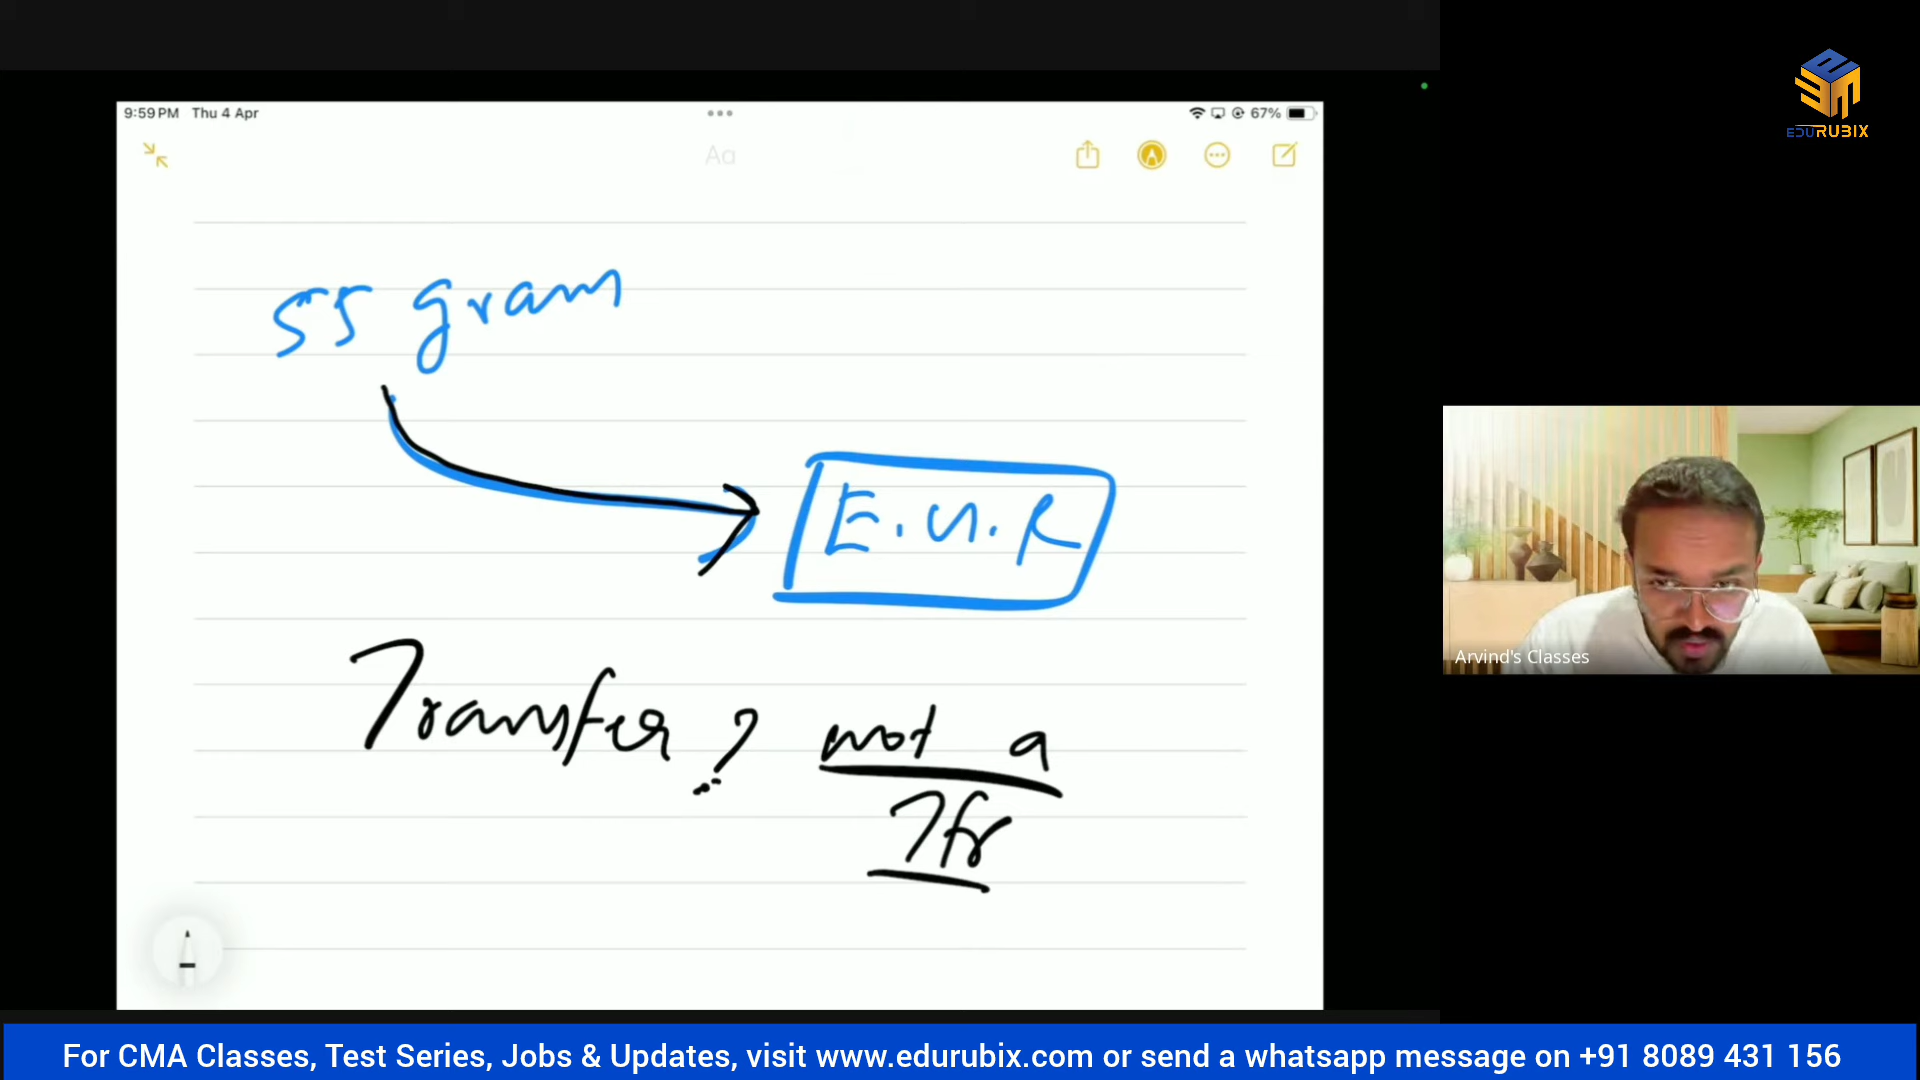 9:59 PM Thu 4 Apr
67%
Aa
EDURUBIX
55 gram
E.U.R
Transfer? not a
Tfr
Arvind's Classes
For CMA Classes, Test Series, Jobs & Updates, visit www.edurubix.com or send a whatsapp message on +91 8089 431 156